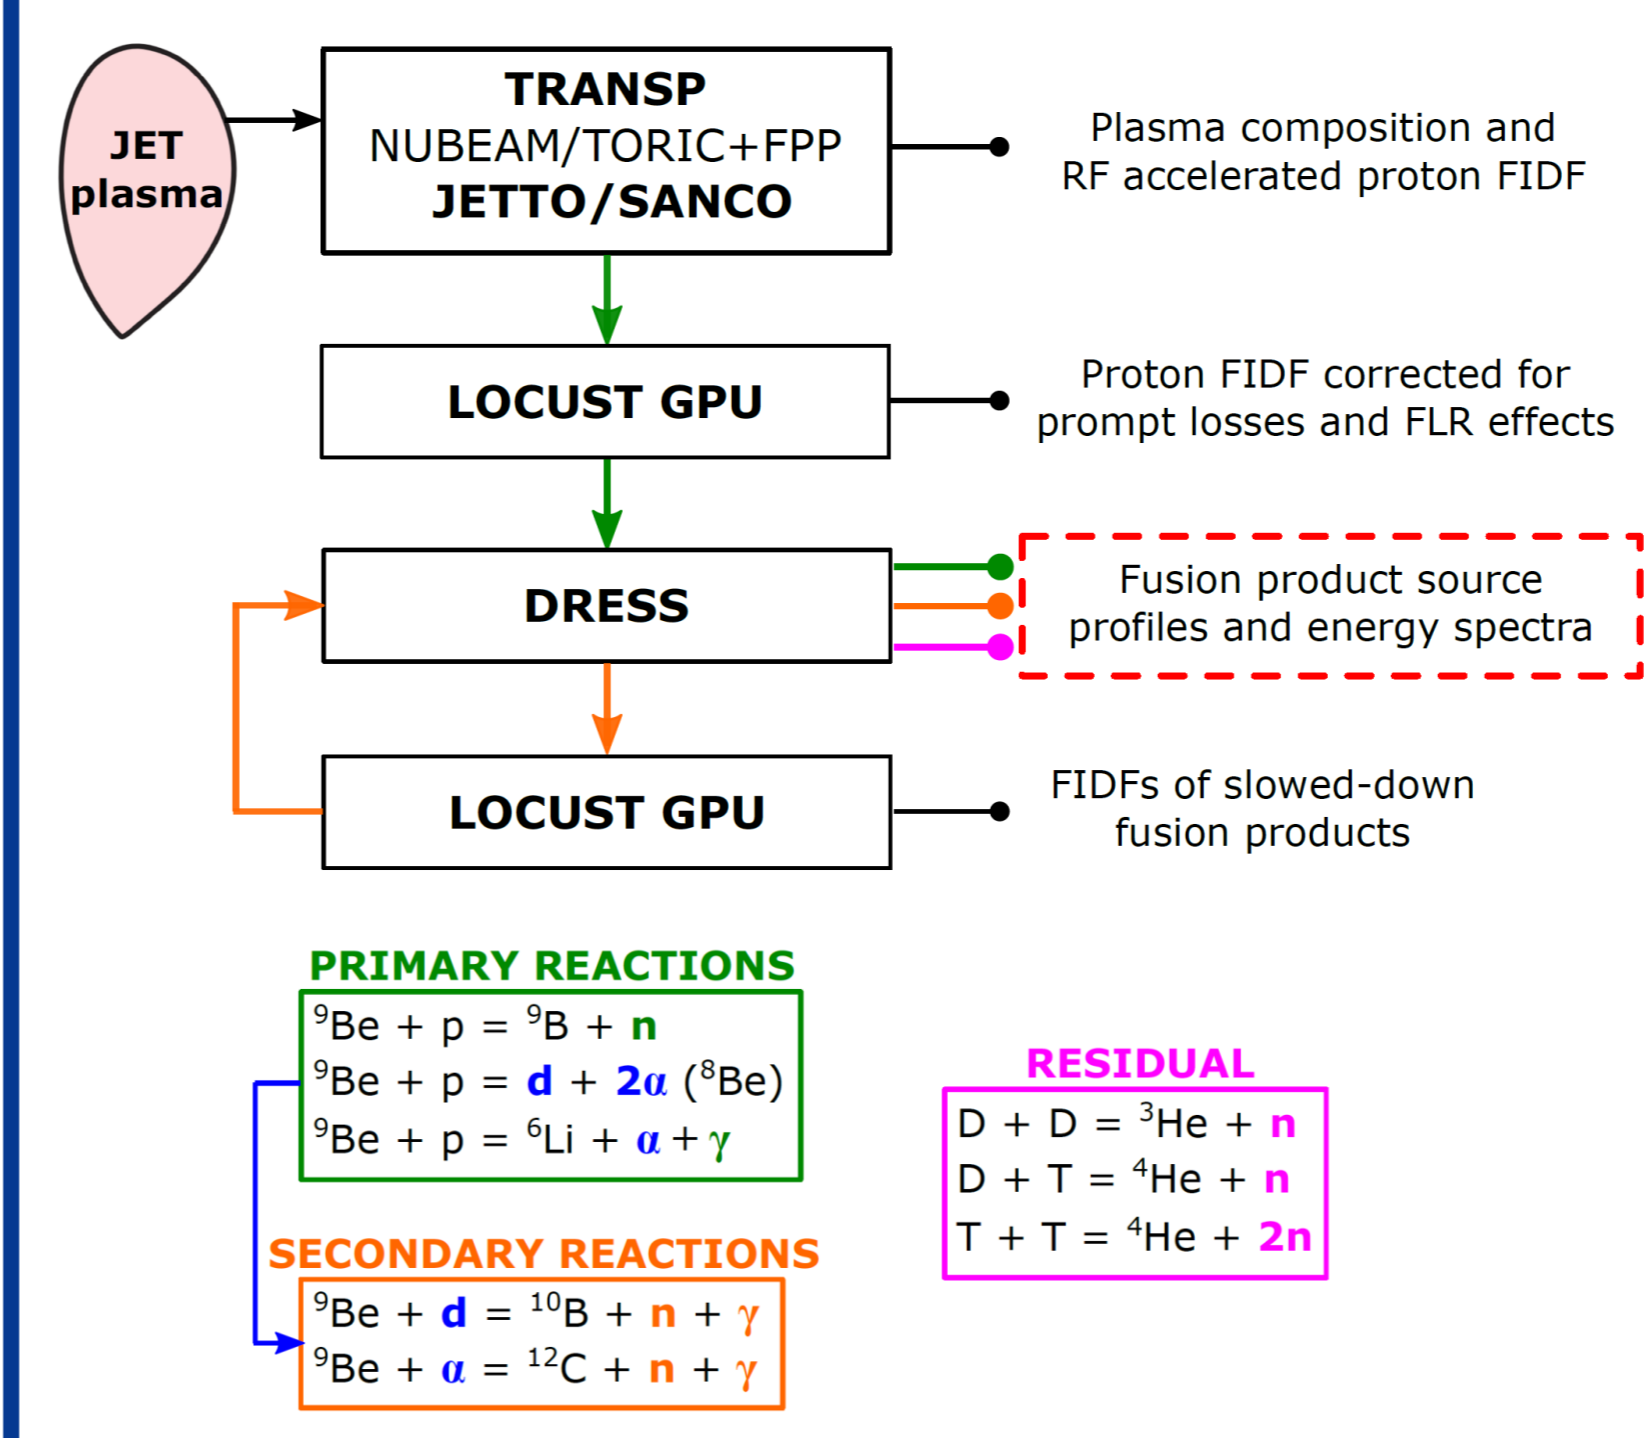 JET
plasma
TRANSP
NUBEAM/TORIC+FPP
JETTO/SANCO
Plasma composition and
RF accelerated proton FIDF
LOCUST GPU
Proton FIDF corrected for
prompt losses and FLR effects
DRESS
Fusion product source
profiles and energy spectra
LOCUST GPU
FIDFs of slowed-down
fusion products
PRIMARY REACTIONS
⁹Be + p = ⁹B + n
⁹Be + p = d + 2α (⁸Be)
⁹Be + p = ⁶Li + α + γ
SECONDARY REACTIONS
⁹Be + d = ¹⁰B + n + γ
⁹Be + α = ¹²C + n + γ
RESIDUAL
D + D = ³He + n
D + T = ⁴He + n
T + T = ⁴He + 2n